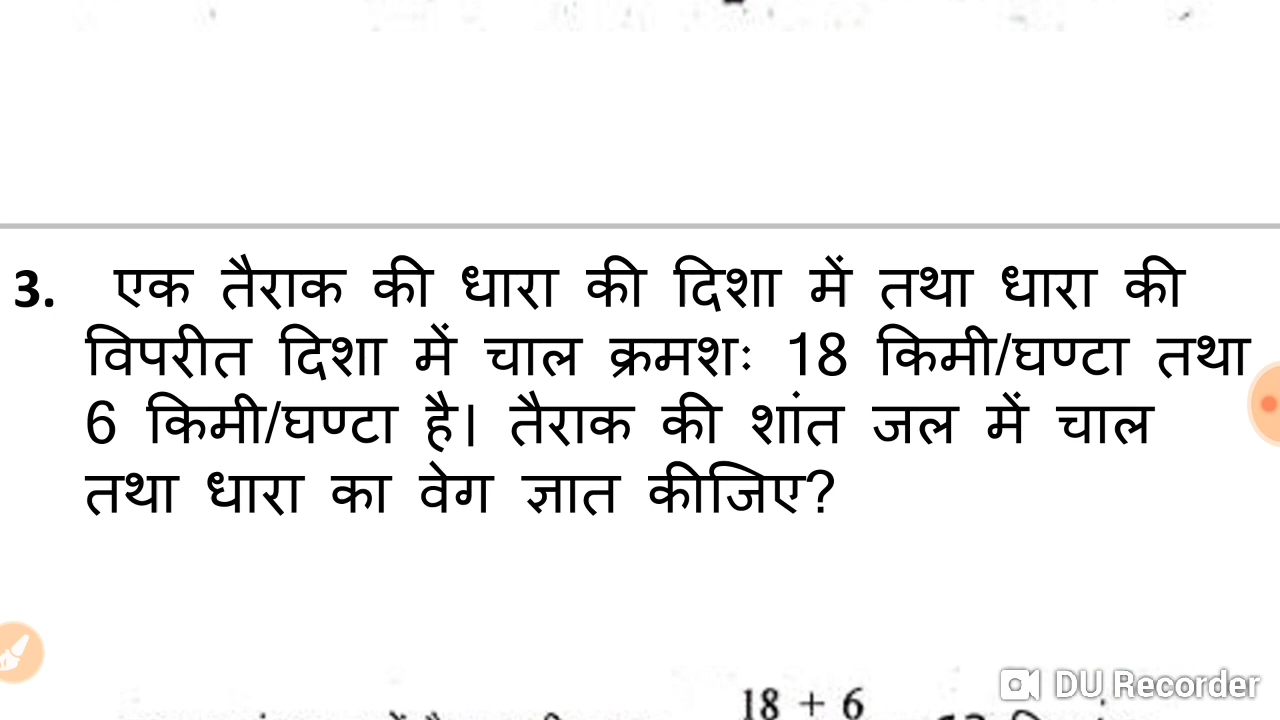 3. एक तैराक की धारा की दिशा में तथा धारा की
विपरीत दिशा में चाल क्रमशः 18 किमी/घण्टा तथा
6 किमी/घण्टा है। तैराक की शांत जल में चाल
तथा धारा का वेग ज्ञात कीजिए?
DU Recorder
18 + 6